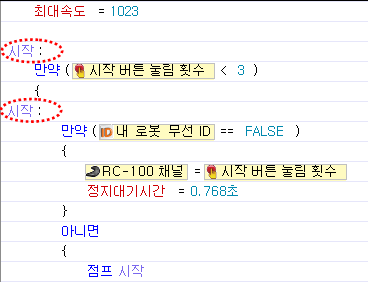 최대속도 = 1023
시작 :
만약 ( 시작 버튼 눌림 횟수 < 3 )
{
시작 :
만약 ( 내 로봇 무선 ID == FALSE )
{
RC-100 채널 = 시작 버튼 눌림 횟수
정지대기시간 = 0.768초
}
아니면
{
점프 시작